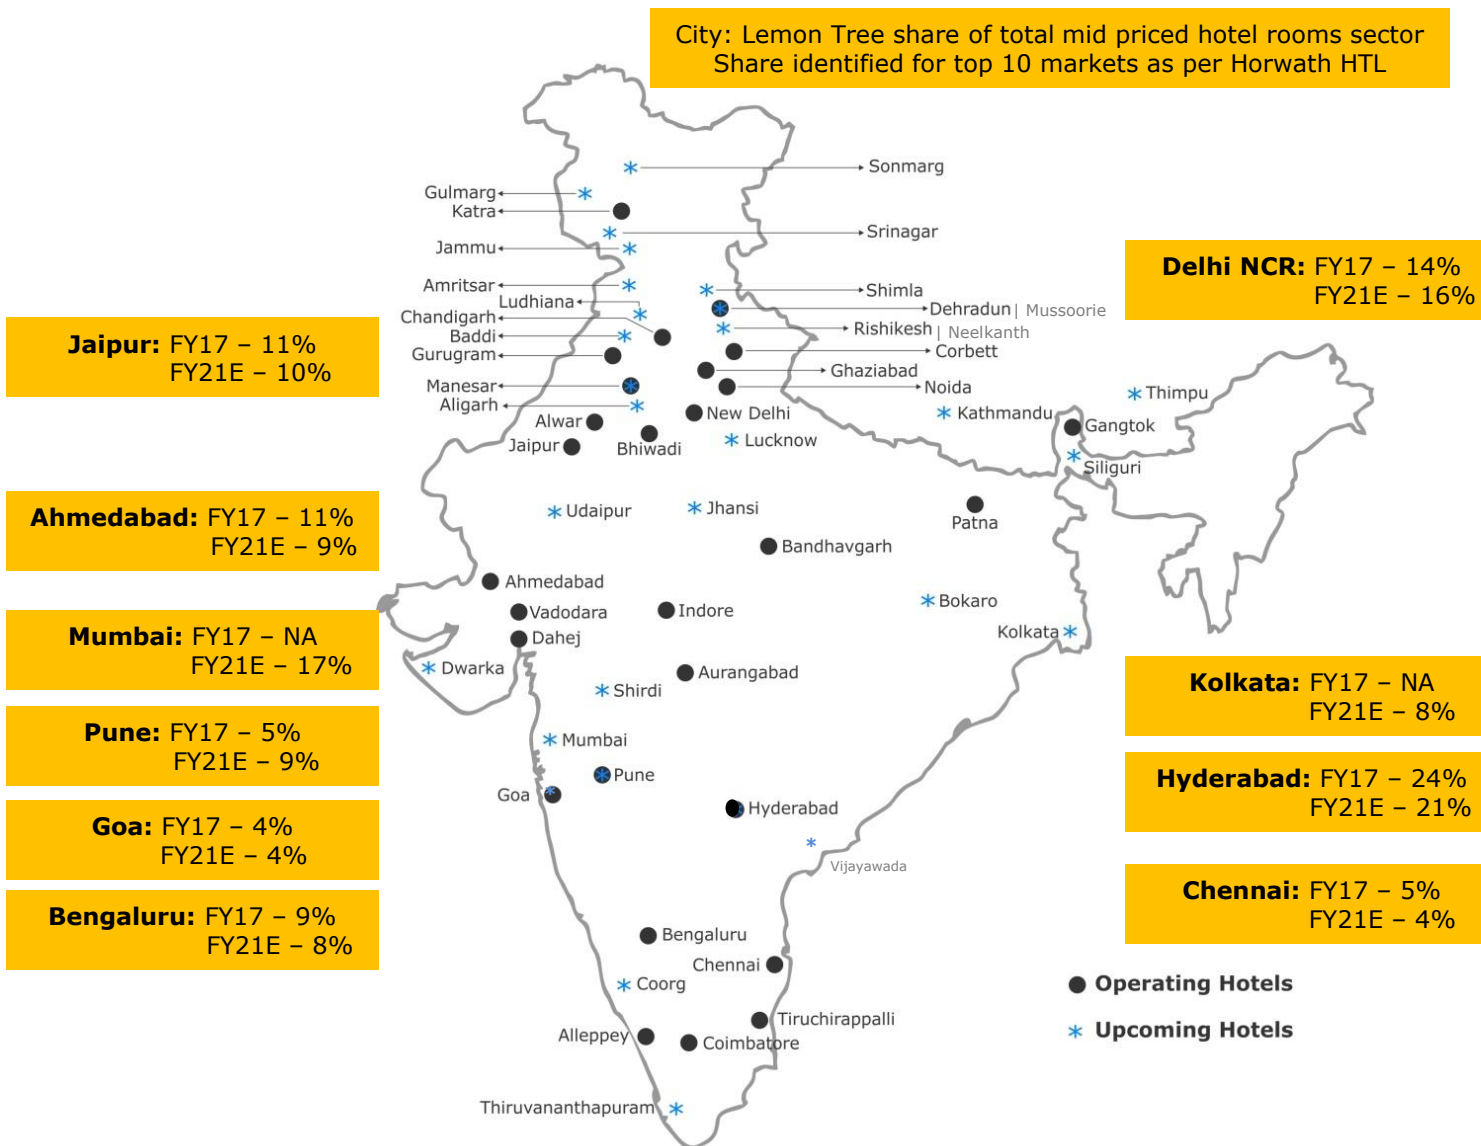 City: Lemon Tree share of total mid priced hotel rooms sector
Share identified for top 10 markets as per Horwath HTL
Sonmarg
Gulmarg
Katra
Srinagar
Jammu
Amritsar
Shimla
Ludhiana
Dehradun | Mussoorie
Chandigarh
Rishikesh | Neelkanth
Baddi
Corbett
Gurugram
Ghaziabad
Manesar
Noida
Aligarh
New Delhi
Alwar
Jaipur
Bhiwadi
Lucknow
Kathmandu
Thimpu
Gangtok
Siliguri
Udaipur
Jhansi
Patna
Bandhavgarh
Ahmedabad
Vadodara
Indore
Bokaro
Dahej
Kolkata
Dwarka
Aurangabad
Shirdi
Mumbai
Pune
Goa
Hyderabad
Vijayawada
Bengaluru
Chennai
Coorg
Tiruchirappalli
Alleppey
Coimbatore
Thiruvananthapuram
Jaipur: FY17 – 11%
FY21E – 10%
Ahmedabad: FY17 – 11%
FY21E – 9%
Mumbai: FY17 – NA
FY21E – 17%
Pune: FY17 – 5%
FY21E – 9%
Goa: FY17 – 4%
FY21E – 4%
Bengaluru: FY17 – 9%
FY21E – 8%
Delhi NCR: FY17 – 14%
FY21E – 16%
Kolkata: FY17 – NA
FY21E – 8%
Hyderabad: FY17 – 24%
FY21E – 21%
Chennai: FY17 – 5%
FY21E – 4%
Operating Hotels
Upcoming Hotels